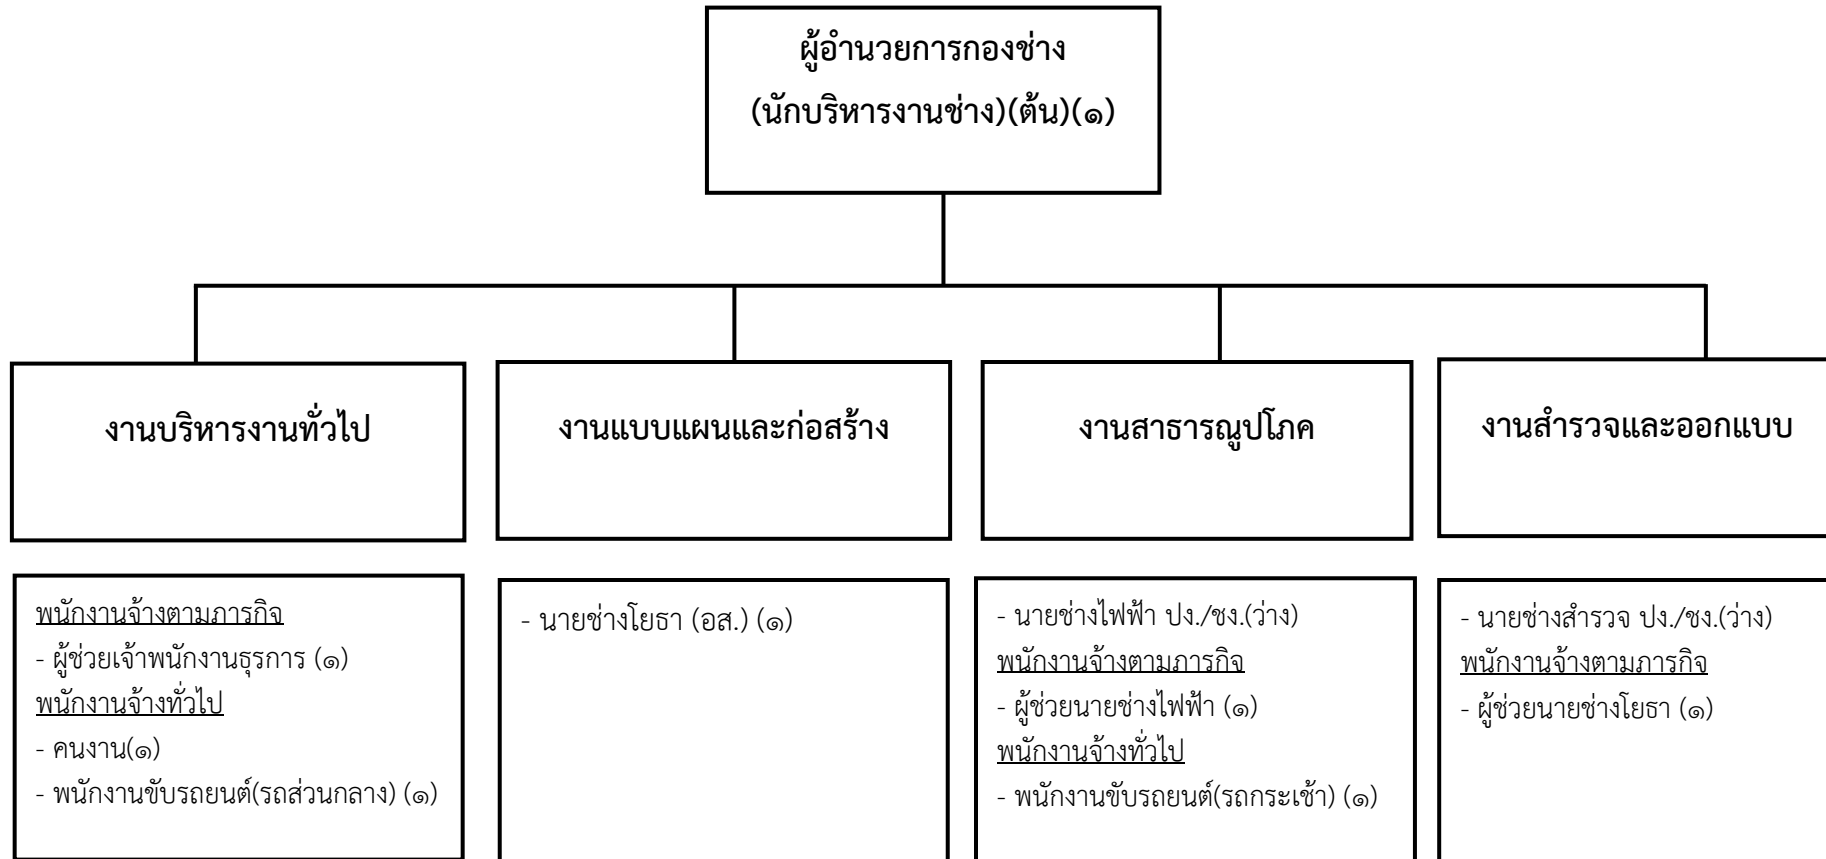 ผู้อำนวยการกองช่าง
(นักบริหารงานช่าง)(ต้น)(๑)
งานบริหารงานทั่วไป
งานแบบแผนและก่อสร้าง
งานสาธารณูปโภค
งานสำรวจและออกแบบ
พนักงานจ้างตามภารกิจ
- ผู้ช่วยเจ้าพนักงานธุรการ (๑)
พนักงานจ้างทั่วไป
- คนงาน(๑)
- พนักงานขับรถยนต์(รถส่วนกลาง) (๑)
- นายช่างโยธา (อส.) (๑)
- นายช่างไฟฟ้า ปง./ชง.(ว่าง)
พนักงานจ้างตามภารกิจ
- ผู้ช่วยนายช่างไฟฟ้า (๑)
พนักงานจ้างทั่วไป
- พนักงานขับรถยนต์(รถกระเช้า) (๑)
- นายช่างสำรวจ ปง./ชง.(ว่าง)
พนักงานจ้างตามภารกิจ
- ผู้ช่วยนายช่างโยธา (๑)